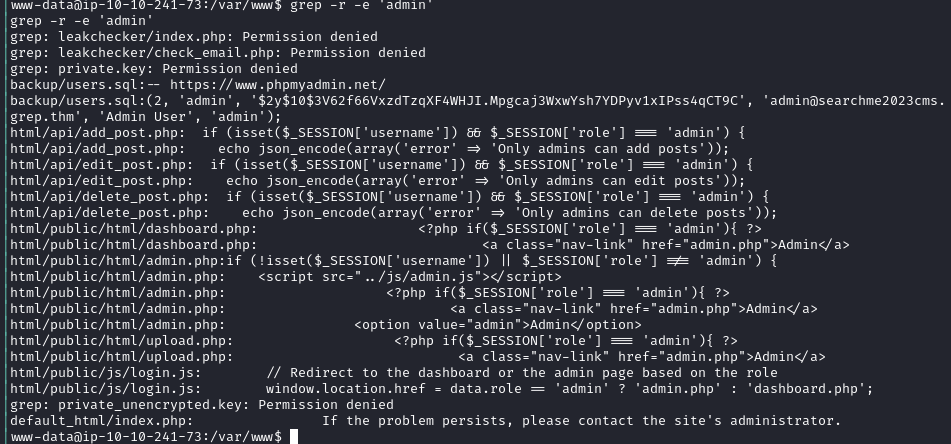 www-data@ip-10-10-241-73:/var/www$ grep -r -e 'admin'
grep -r -e 'admin'
grep: leakchecker/index.php: Permission denied
grep: leakchecker/check_email.php: Permission denied
grep: private.key: Permission denied
backup/users.sql:-- https://www.phpmyadmin.net/
backup/users.sql:(2, 'admin', '$2y$10$3V62f66VxzdTzqXF4WHJI.Mpgcaj3WxwYsh7YDPyv1xIPss4qCT9C', 'admin@searchme2023cms.
grep.thm', 'Admin User', 'admin');
html/api/add_post.php:  if (isset($_SESSION['username']) && $_SESSION['role'] === 'admin') {
html/api/add_post.php:    echo json_encode(array('error' => 'Only admins can add posts'));
html/api/edit_post.php:  if (isset($_SESSION['username']) && $_SESSION['role'] === 'admin') {
html/api/edit_post.php:    echo json_encode(array('error' => 'Only admins can edit posts'));
html/api/delete_post.php:  if (isset($_SESSION['username']) && $_SESSION['role'] === 'admin') {
html/api/delete_post.php:    echo json_encode(array('error' => 'Only admins can delete posts'));
html/public/html/dashboard.php:                    <?php if($_SESSION['role'] === 'admin'){ ?>
html/public/html/dashboard.php:                            <a class="nav-link" href="admin.php">Admin</a>
html/public/html/admin.php:if (!isset($_SESSION['username']) || $_SESSION['role'] !== 'admin') {
html/public/html/admin.php:    <script src="../js/admin.js"></script>
html/public/html/admin.php:                    <?php if($_SESSION['role'] === 'admin'){ ?>
html/public/html/admin.php:                            <a class="nav-link" href="admin.php">Admin</a>
html/public/html/admin.php:                <option value="admin">Admin</option>
html/public/html/upload.php:                    <?php if($_SESSION['role'] === 'admin'){ ?>
html/public/html/upload.php:                            <a class="nav-link" href="admin.php">Admin</a>
html/public/js/login.js:        // Redirect to the dashboard or the admin page based on the role
html/public/js/login.js:        window.location.href = data.role == 'admin' ? 'admin.php' : 'dashboard.php';
grep: private_unencrypted.key: Permission denied
default_html/index.php:                If the problem persists, please contact the site's administrator.
www-data@ip-10-10-241-73:/var/www$